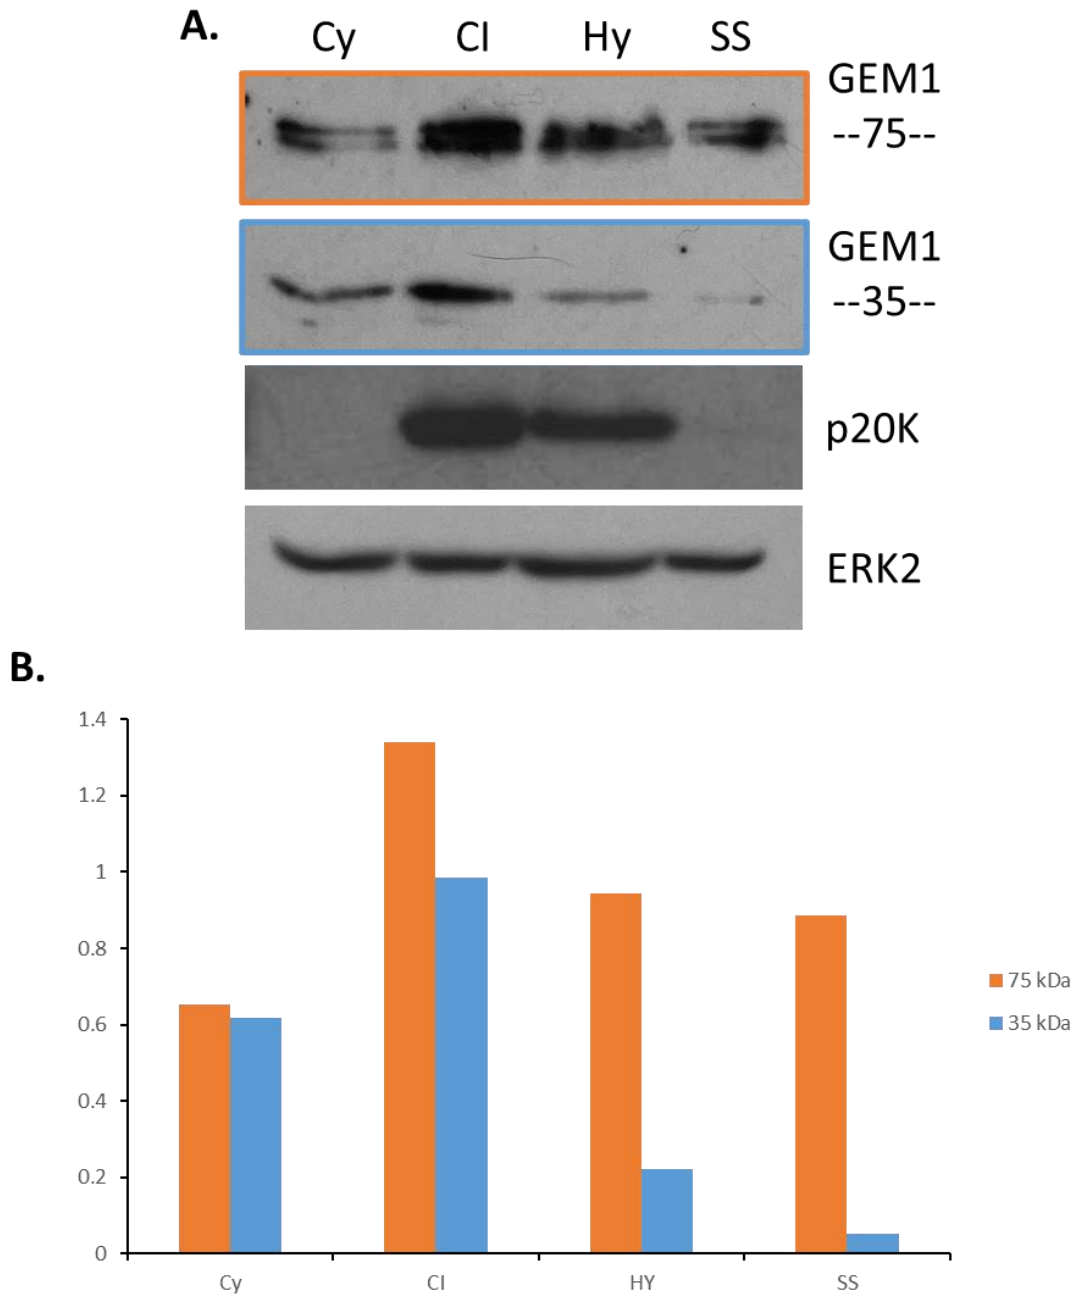 A.
Cy CI Hy SS
GEM1
--75--
GEM1
--35--
p20K
ERK2
B.
1.4
1.2
1
0.8
0.6
0.4
0.2
0
Cy CI HY SS
75 kDa
35 kDa